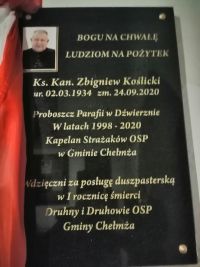 BOGU NA CHWAŁĘ
LUDZIOM NA POŻYTEK
Ks. Kan. Zbigniew Koślicki
ur. 02.03.1934 zm. 24.09.2020
Proboszcz Parafii w Dźwierznie
W latach 1998 - 2020
Kapelan Strażaków OSP
w Gminie Chełmża
Wdzięczni za posługę duszpasterską
w I rocznicę śmierci
Druhny i Druhowie OSP
Gminy Chełmża